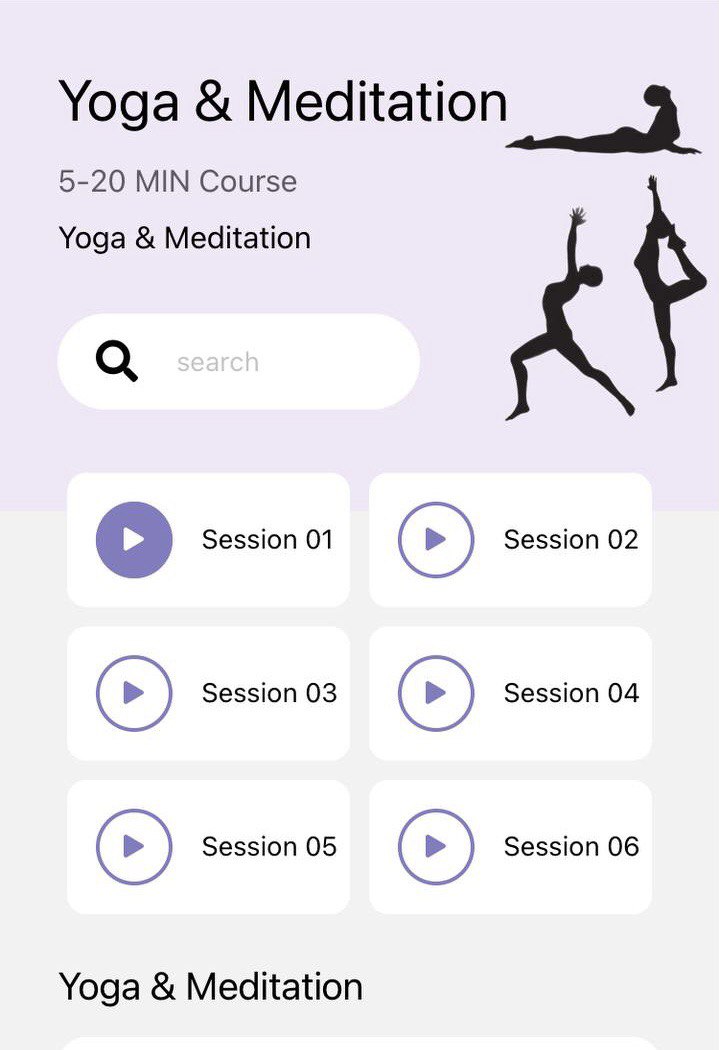 Yoga & Meditation
5-20 MIN Course
Yoga & Meditation
search
Session 01
Session 02
Session 03
Session 04
Session 05
Session 06
Yoga & Meditation